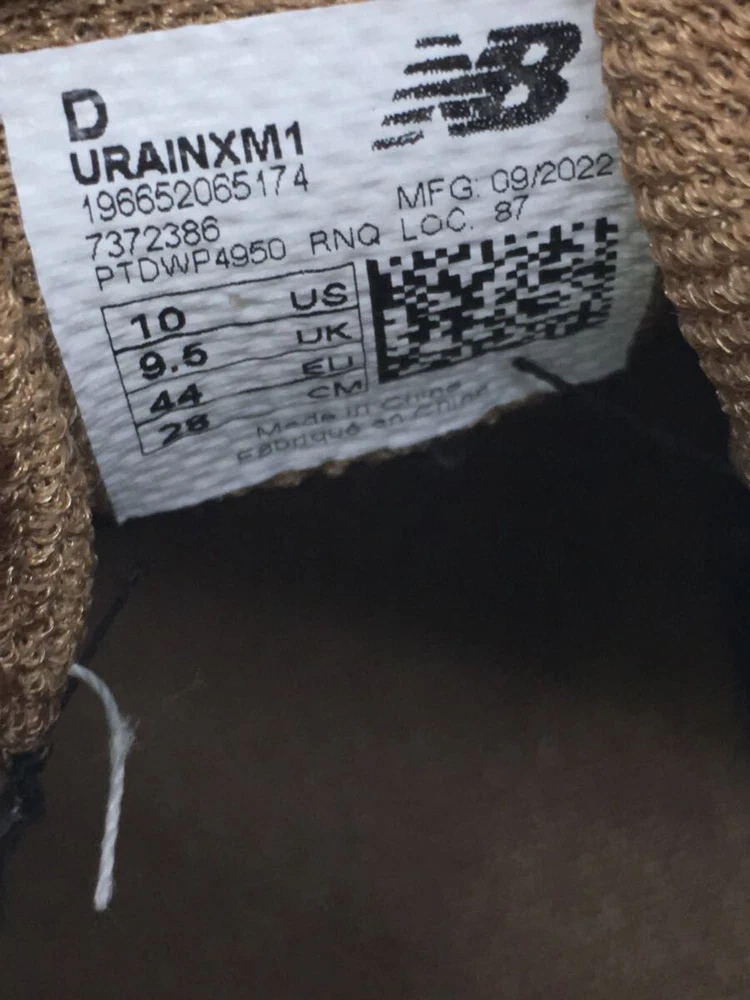 NB
D
URAINXM1
196652065174
7372386
MFG: 09/2022
PTDWP4950 RNQ LOC. 87
10 US
9.5 UK
44 EU
28 CM
Made in China
Fabriqué en Chine